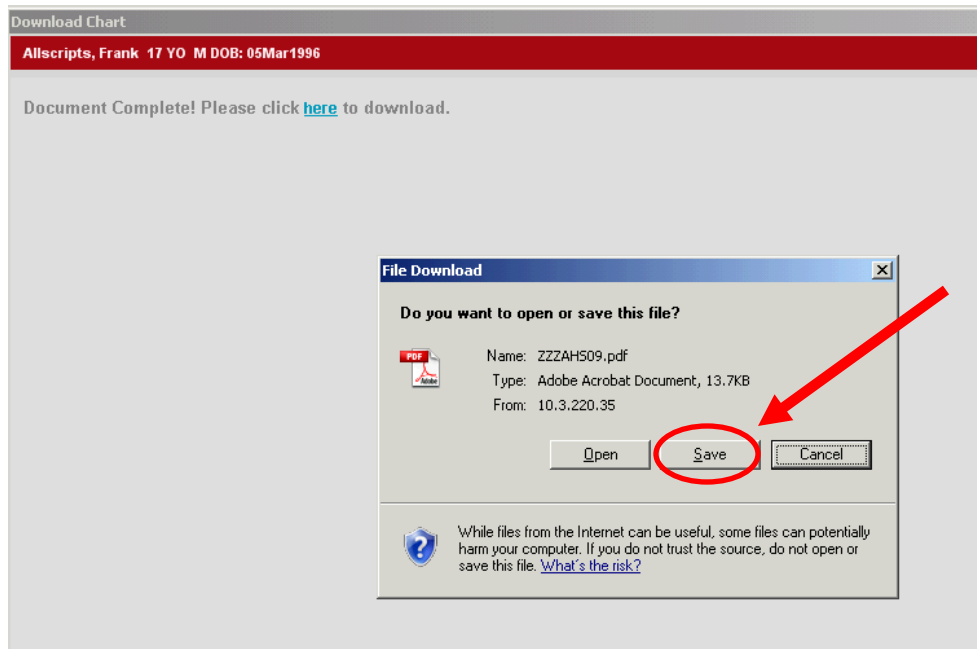 Download Chart
Allscripts, Frank 17 YO M DOB: 05Mar1996
Document Complete! Please click here to download.
File Download
Do you want to open or save this file?
PDF
Adobe
Name: ZZZAHS09.pdf
Type: Adobe Acrobat Document, 13.7KB
From: 10.3.220.35
Open Save Cancel
While files from the Internet can be useful, some files can potentially
harm your computer. If you do not trust the source, do not open or
save this file. What's the risk?